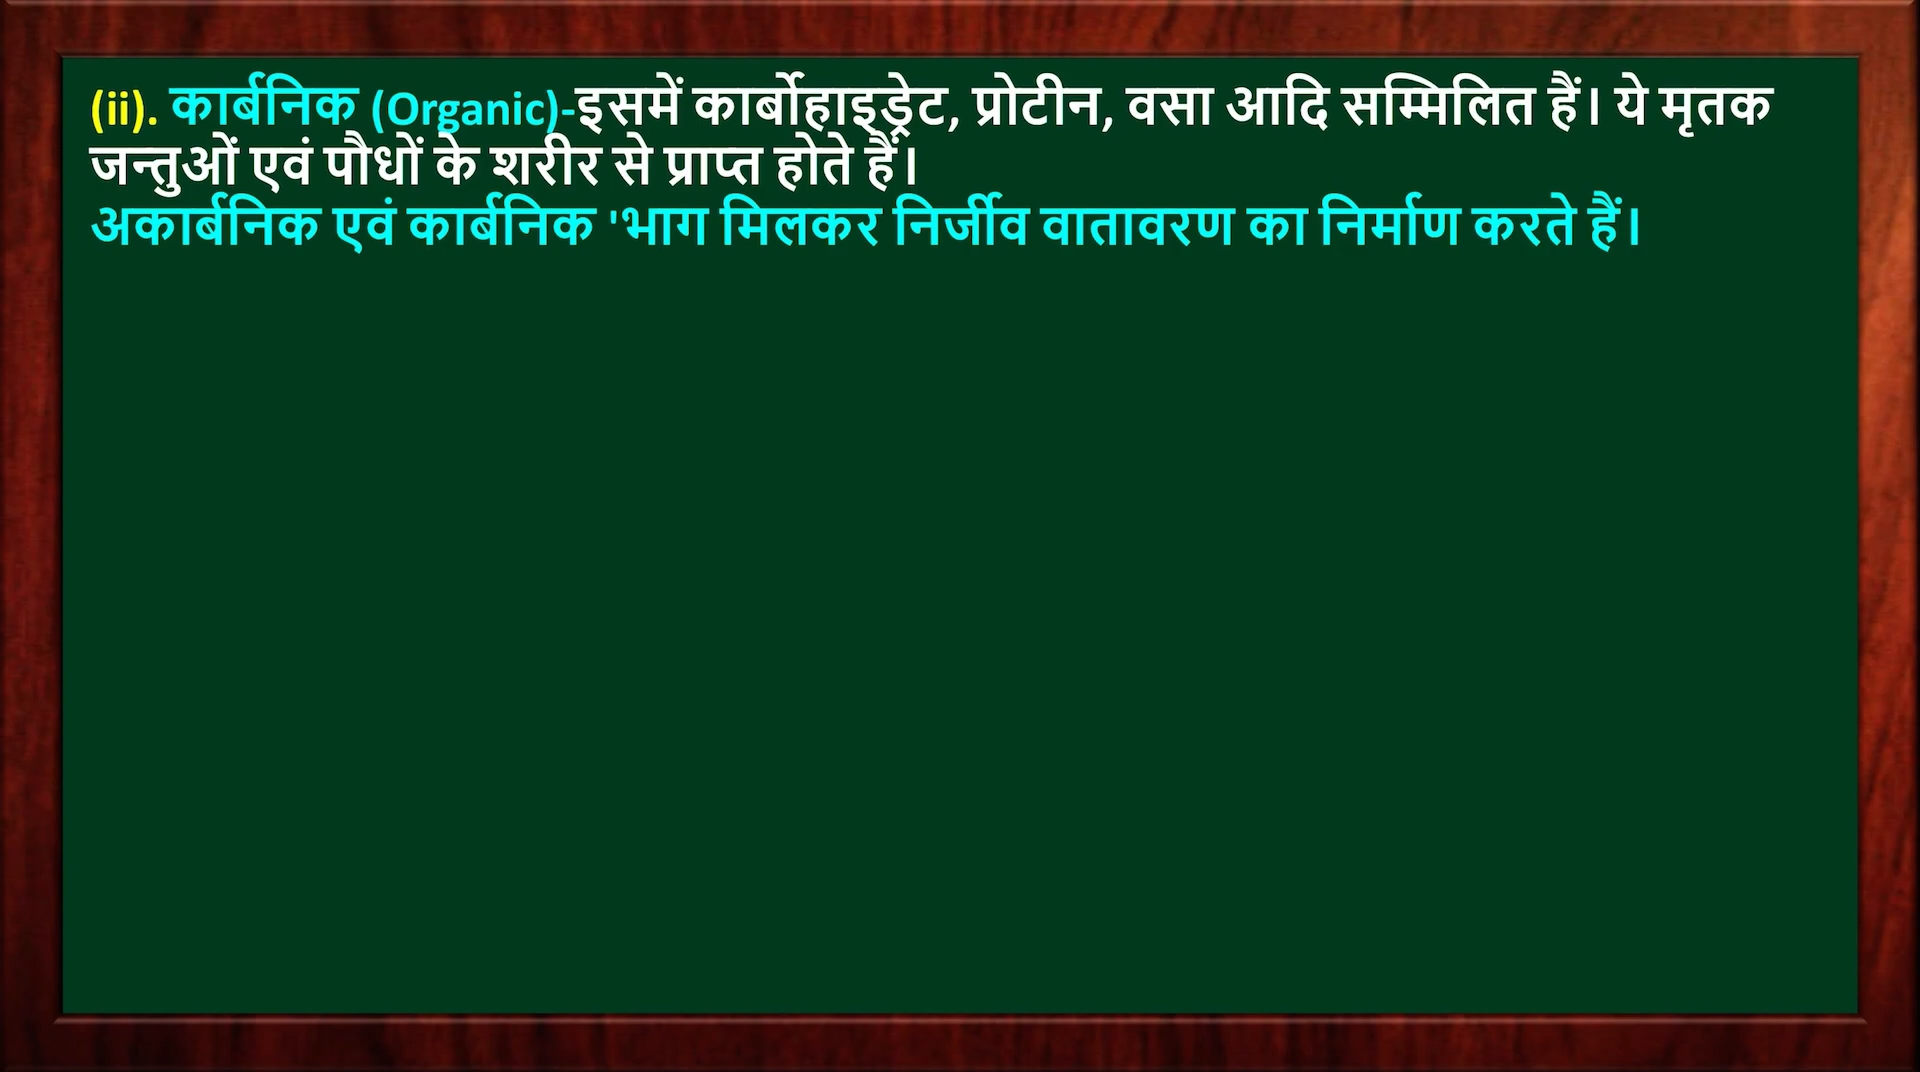 (ii). कार्बनिक (Organic)-इसमें कार्बोहाइड्रेट, प्रोटीन, वसा आदि सम्मिलित हैं। ये मृतक
जन्तुओं एवं पौधों के शरीर से प्राप्त होते हैं।
अकार्बनिक एवं कार्बनिक 'भाग मिलकर निर्जीव वातावरण का निर्माण करते हैं।